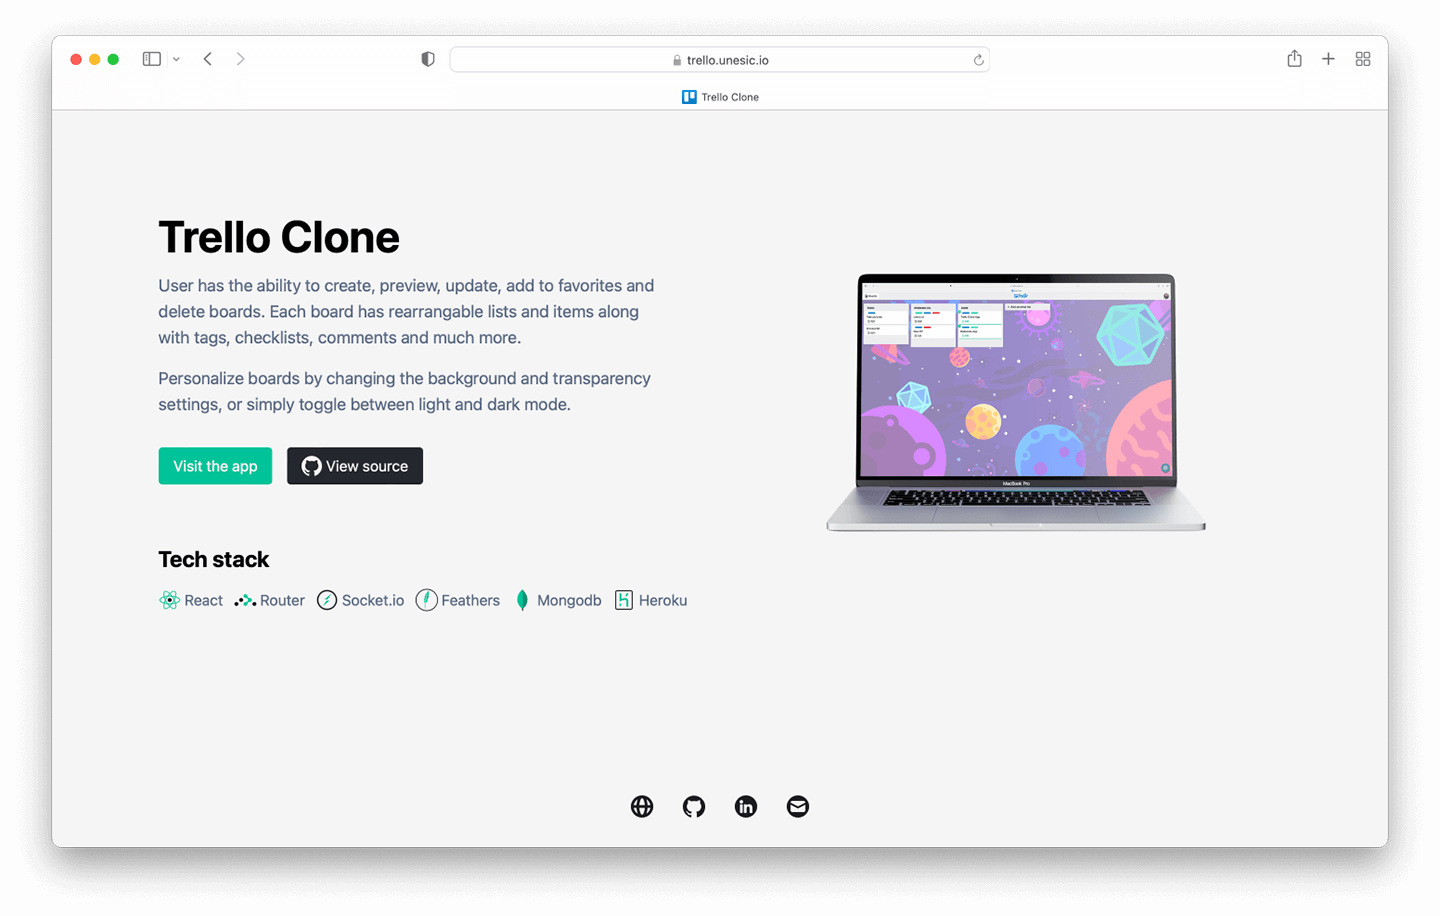 trello.unesic.io
Trello Clone
Trello Clone
User has the ability to create, preview, update, add to favorites and
delete boards. Each board has rearrangable lists and items along
with tags, checklists, comments and much more.
Personalize boards by changing the background and transparency
settings, or simply toggle between light and dark mode.
Visit the app
View source
MacBook Pro
Tech stack
React Router Socket.io Feathers Mongodb Heroku
in